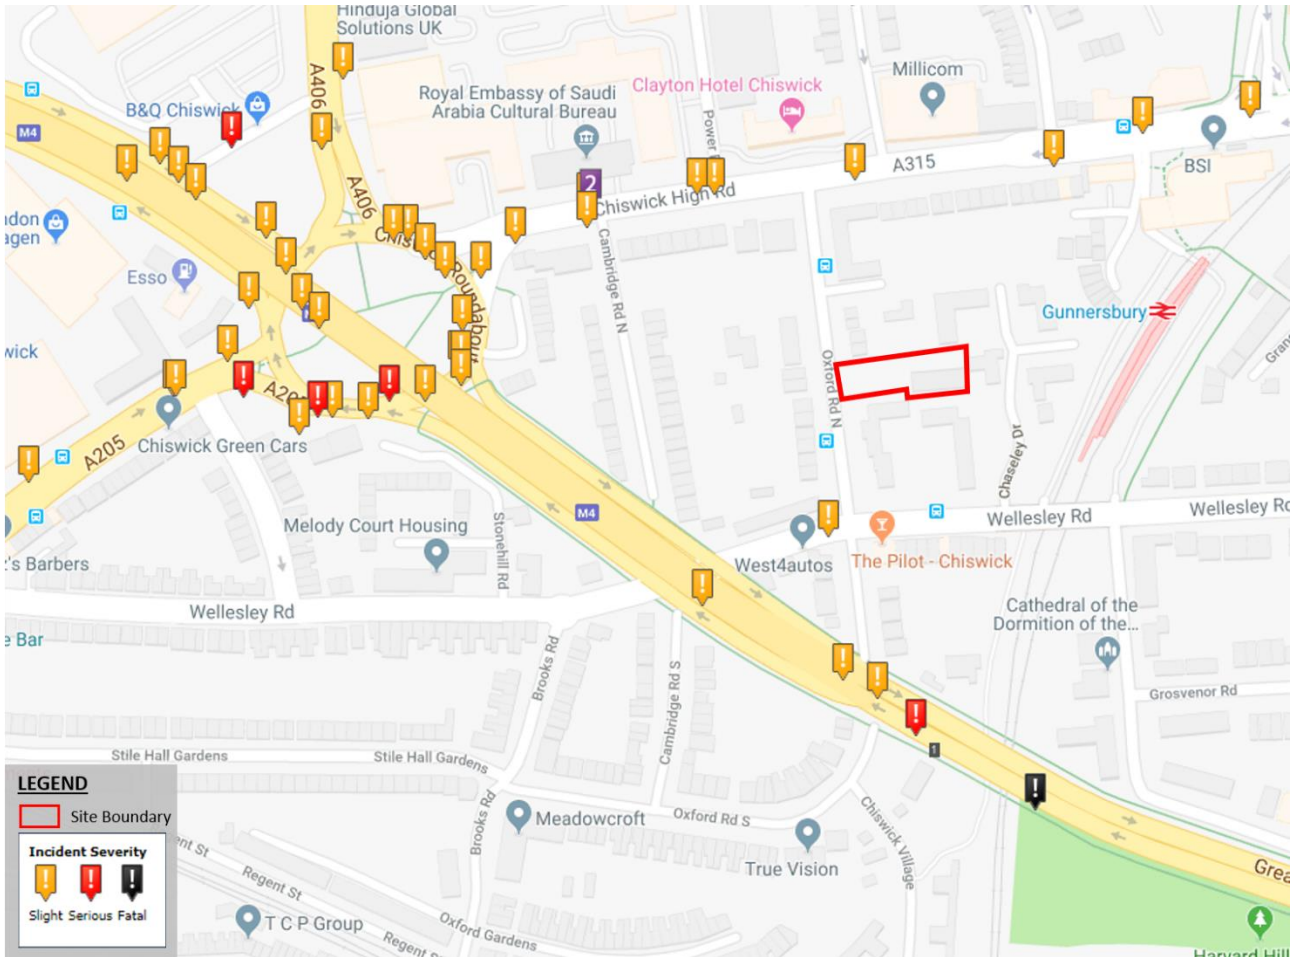 Hinduja Global
Solutions UK
A406
B&Q Chiswick
M4
Royal Embassy of Saudi
Arabia Cultural Bureau
Clayton Hotel Chiswick
Millicom
A315
BSI
2
Chiswick High Rd
A406
Esso
Cambridge Rd N
Oxford Rd N
Gunnersbury
A205
Chiswick Green Cars
Chaseley Dr
M4
Melody Court Housing
Stonehill Rd
Wellesley Rd
Wellesley Rd
West4autos
The Pilot - Chiswick
's Barbers
Wellesley Rd
Cathedral of the
Dormition of the...
e Bar
Brooks Rd
Cambridge Rd S
Grosvenor Rd
Stile Hall Gardens
Stile Hall Gardens
1
LEGEND
Site Boundary
Incident Severity
Slight Serious Fatal
Brooks Rd
Meadowcroft
Oxford Rd S
Chiswick Village
True Vision
Regent St
T C P Group
Oxford Gardens
Harvard Hill